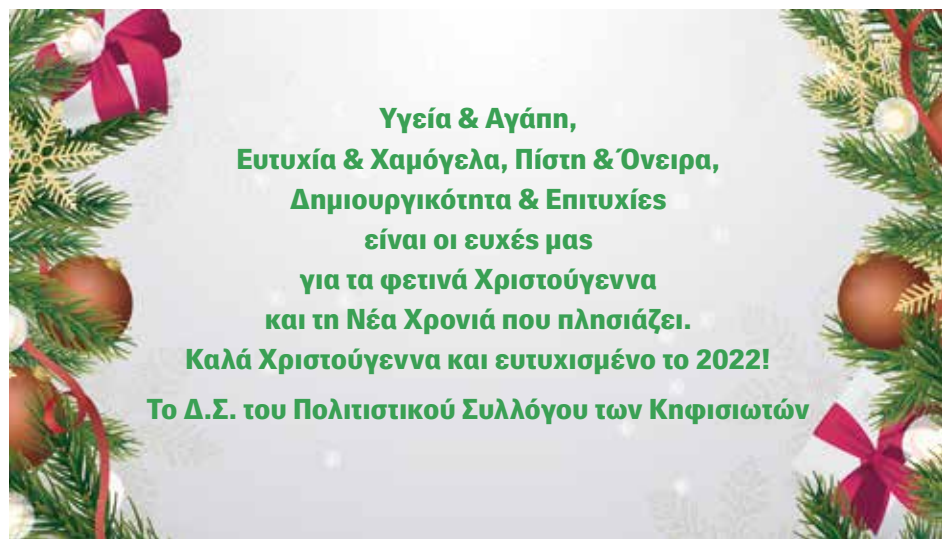 Υγεία & Αγάπη,
Ευτυχία & Χαμόγελα, Πίστη & Όνειρα,
Δημιουργικότητα & Επιτυχίες
είναι οι ευχές μας
για τα φετινά Χριστούγεννα
και τη Νέα Χρονιά που πλησιάζει.
Καλά Χριστούγεννα και ευτυχισμένο το 2022!
Το Δ.Σ. του Πολιτιστικού Συλλόγου των Κηφισιωτών